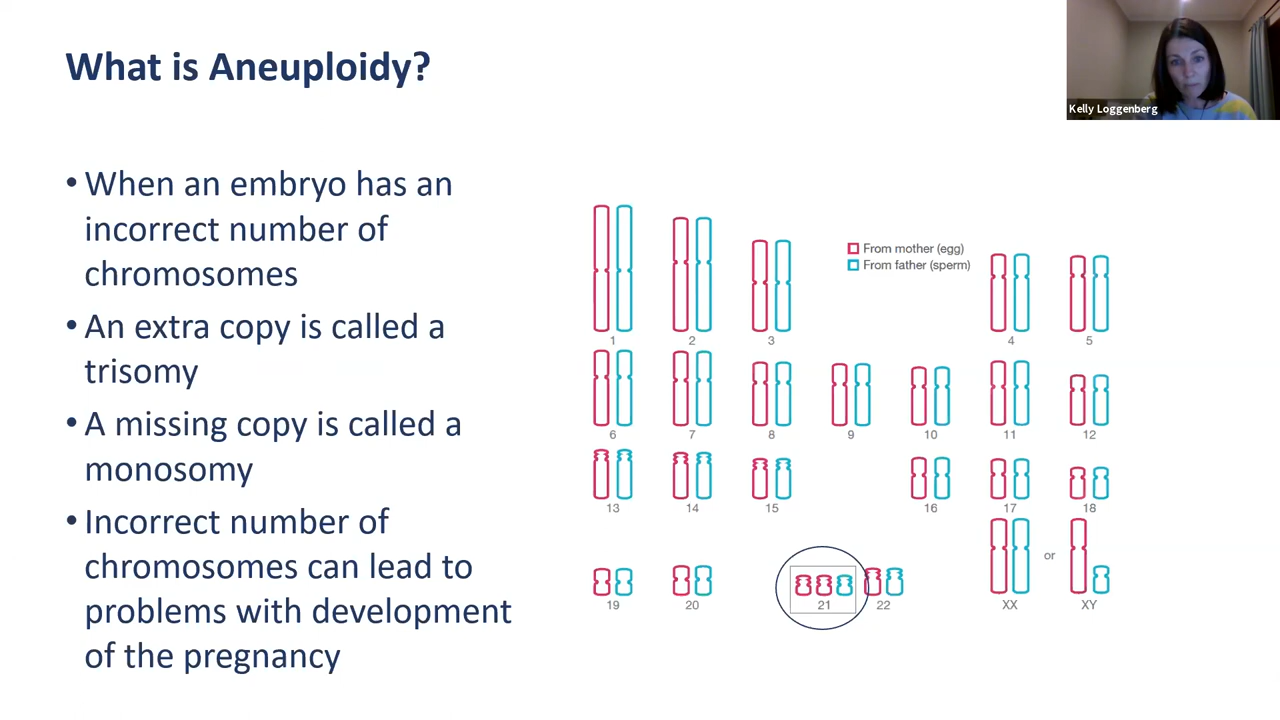 What is Aneuploidy?
Kelly Loggenberg
• When an embryo has an
incorrect number of
chromosomes
• An extra copy is called a
trisomy
• A missing copy is called a
monosomy
• Incorrect number of
chromosomes can lead to
problems with development
of the pregnancy
From mother (egg)
From father (sperm)
1 2 3 4 5
6 7 8 9 10 11 12
13 14 15 16 17 18
or
19 20 21 22 XX XY